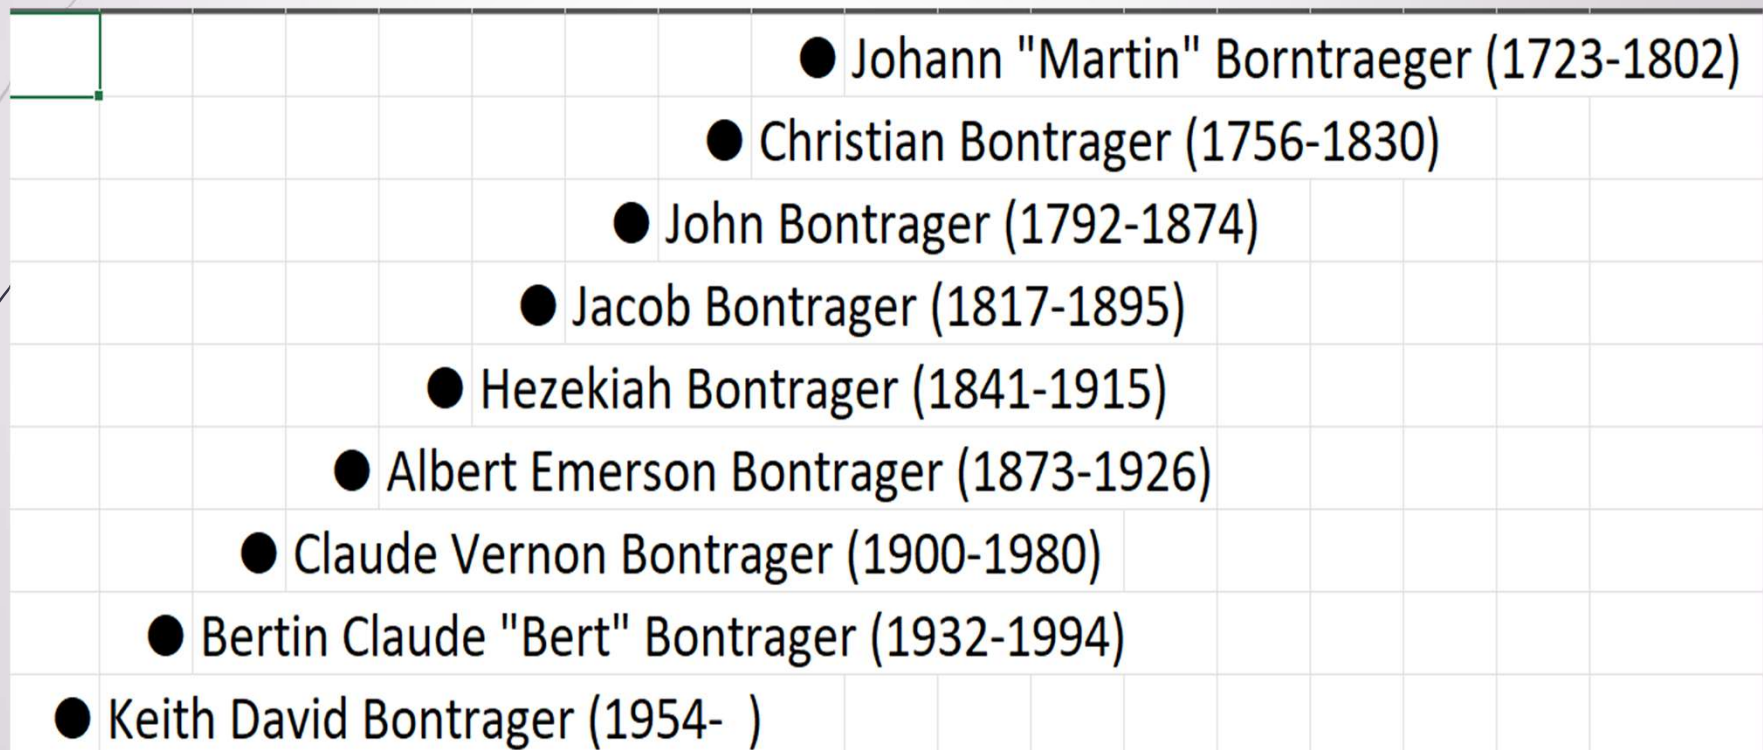 ● Johann "Martin" Borntraeger (1723-1802)
● Christian Bontrager (1756-1830)
● John Bontrager (1792-1874)
● Jacob Bontrager (1817-1895)
● Hezekiah Bontrager (1841-1915)
● Albert Emerson Bontrager (1873-1926)
● Claude Vernon Bontrager (1900-1980)
● Bertin Claude "Bert" Bontrager (1932-1994)
● Keith David Bontrager (1954-  )